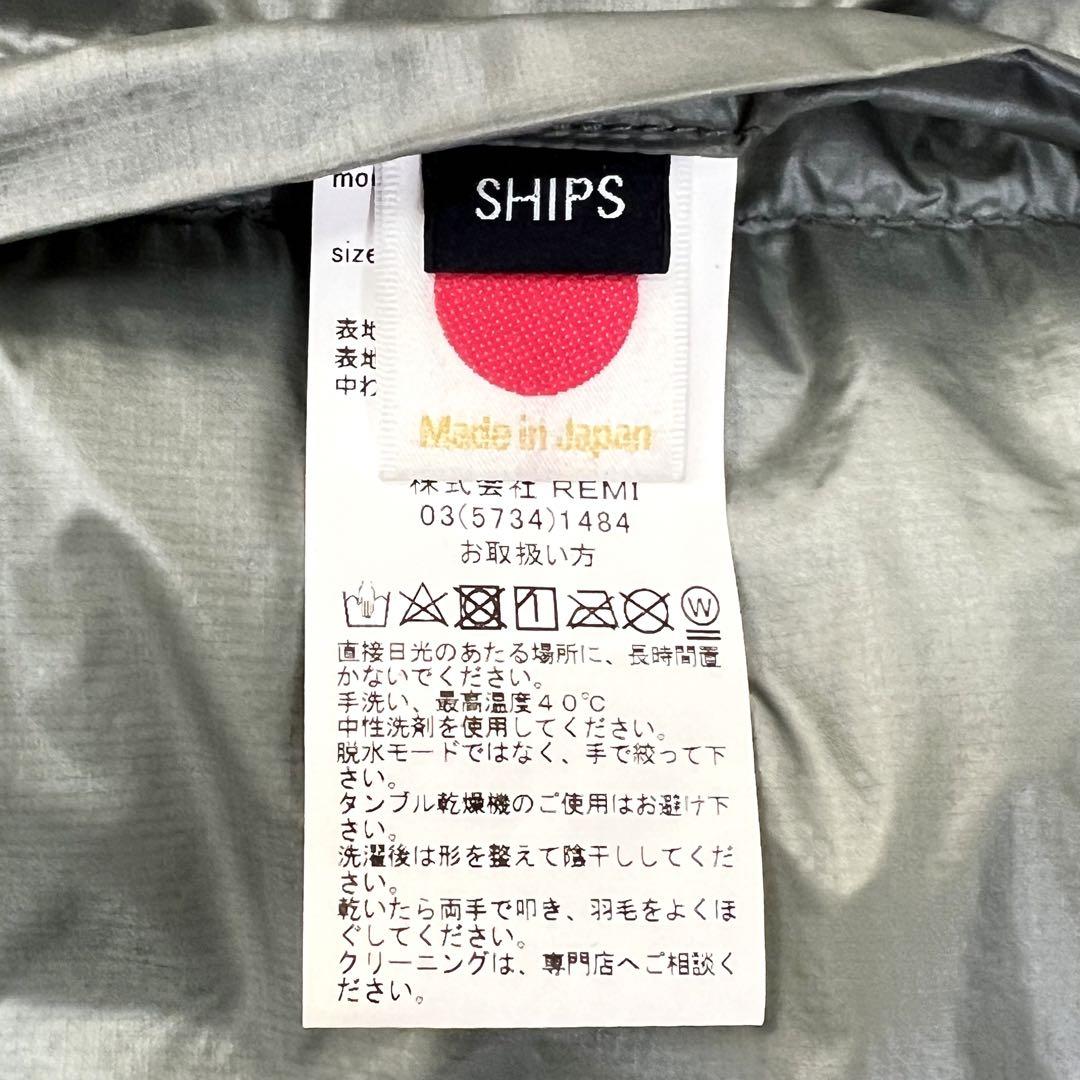 SHIPS
size
表地
表地
中わ
Made in Japan
株式会社 REMI
03(5734)1484
お取扱い方
W
直接日光のあたる場所に、長時間置
かないでください。
手洗い、最高温度40℃
中性洗剤を使用してください。
脱水モードではなく、手で絞って下
さい。
タンブル乾燥機のご使用はお避け下
さい。
洗濯後は形を整えて陰干ししてくだ
さい。
乾いたら両手で叩き、羽毛をよくほ
ぐしてください。
クリーニングは、専門店へご相談く
ださい。